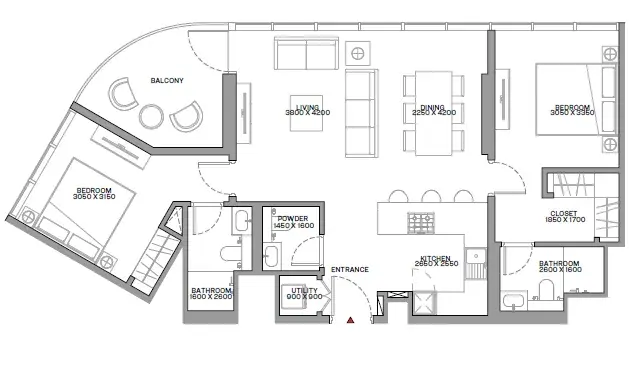 BALCONY
LIVING
3800 X 4200
DINING
2250 X 4200
BEDROOM
3050 X 3350
BEDROOM
3050 X 3150
CLOSET
1850 X 1700
POWDER
1450 X 1600
KITCHEN
2650 X 2550
ENTRANCE
BATHROOM
2600 X 1600
BATHROOM
1600 X 2600
UTILITY
900 X 900